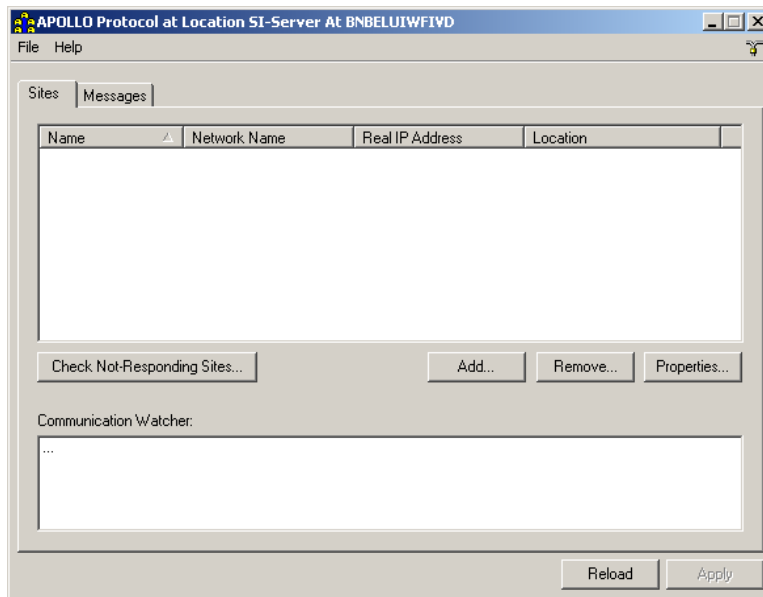 APOLLO Protocol at Location SI-Server At BNBELUIWFIVD
File Help
Sites Messages
Name Network Name Real IP Address Location
Check Not-Responding Sites... Add... Remove... Properties...
Communication Watcher:
...
Reload Apply